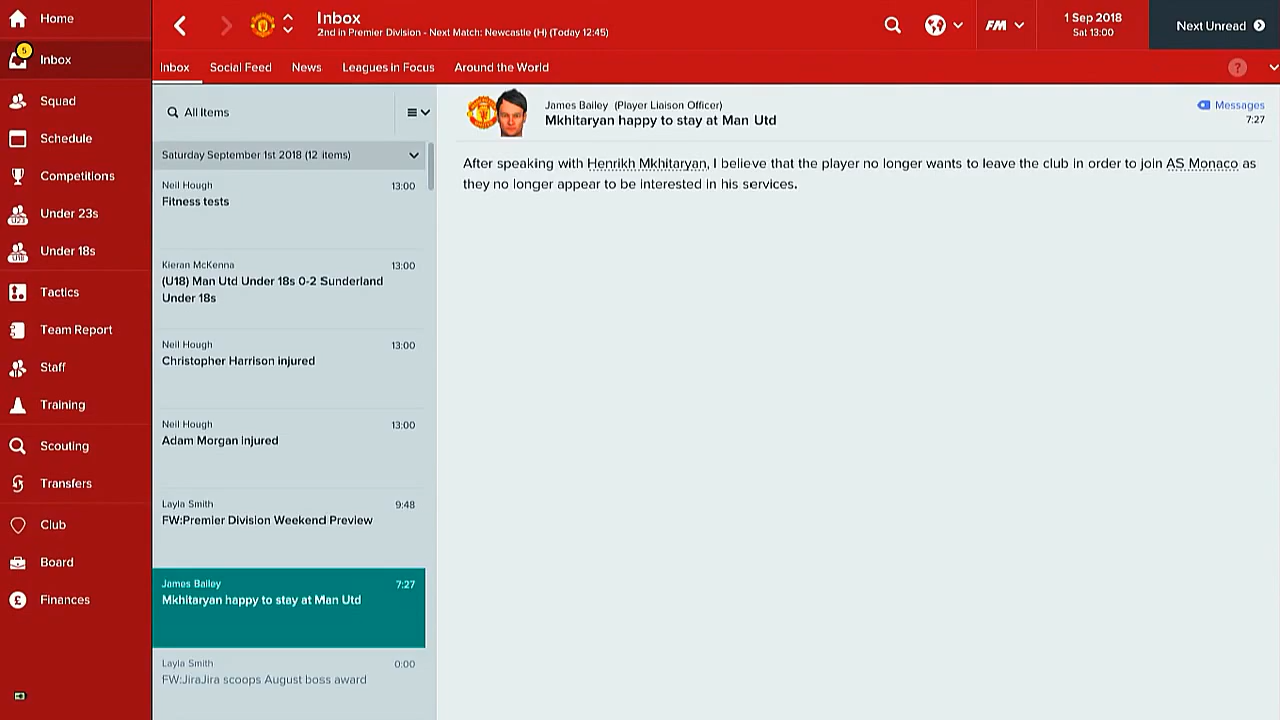 Home
5
Inbox
Squad
Schedule
Competitions
Under 23s
Under 18s
Tactics
Team Report
Staff
Training
Scouting
Transfers
Club
Board
Finances
Inbox
2nd in Premier Division - Next Match: Newcastle (H) (Today 12:45)
FM
1 Sep 2018
Sat 13:00
Next Unread
Inbox
Social Feed
News
Leagues in Focus
Around the World
?
All Items
Saturday September 1st 2018 (12 items)
Neil Hough
13:00
Fitness tests
Kieran McKenna
13:00
(U18) Man Utd Under 18s 0-2 Sunderland
Under 18s
Neil Hough
13:00
Christopher Harrison injured
Neil Hough
13:00
Adam Morgan injured
Layla Smith
9:48
FW:Premier Division Weekend Preview
James Bailey
7:27
Mkhitaryan happy to stay at Man Utd
Layla Smith
0:00
FW:JiraJira scoops August boss award
James Bailey (Player Liaison Officer)
Mkhitaryan happy to stay at Man Utd
Messages
7:27
After speaking with Henrikh Mkhitaryan, I believe that the player no longer wants to leave the club in order to join AS Monaco as
they no longer appear to be interested in his services.